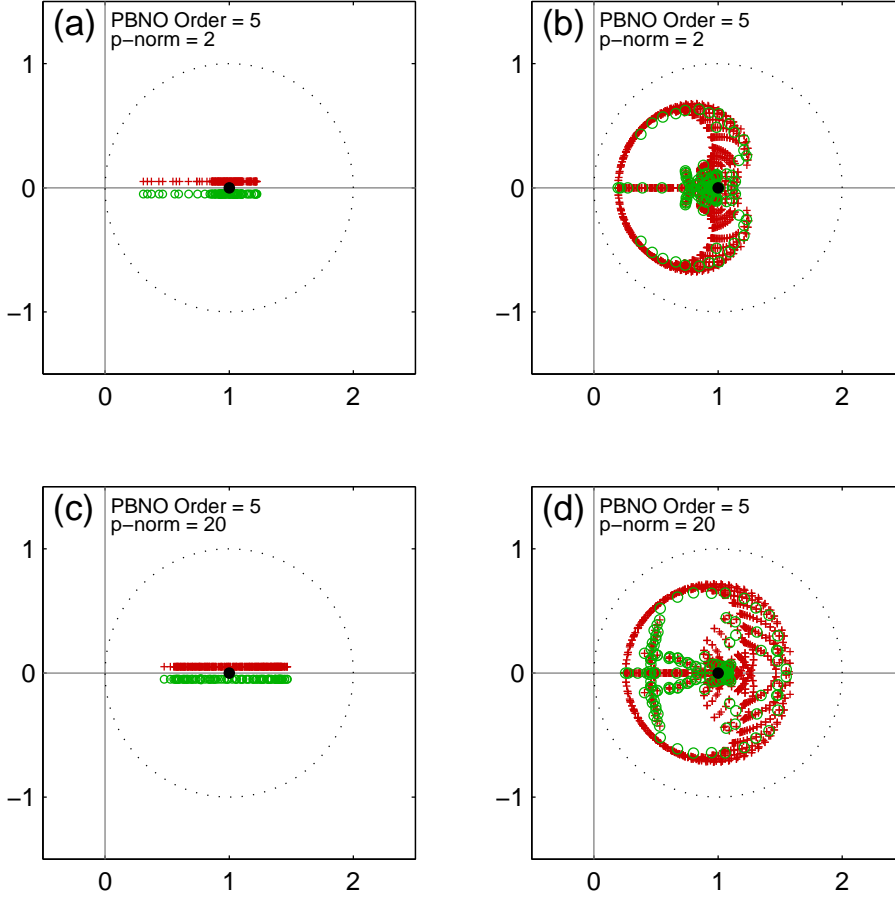 (a)
PBNO Order = 5
p−norm = 2
1
0
−1
0 1 2
(b)
PBNO Order = 5
p−norm = 2
1
0
−1
0 1 2
(c)
PBNO Order = 5
p−norm = 20
1
0
−1
0 1 2
(d)
PBNO Order = 5
p−norm = 20
1
0
−1
0 1 2